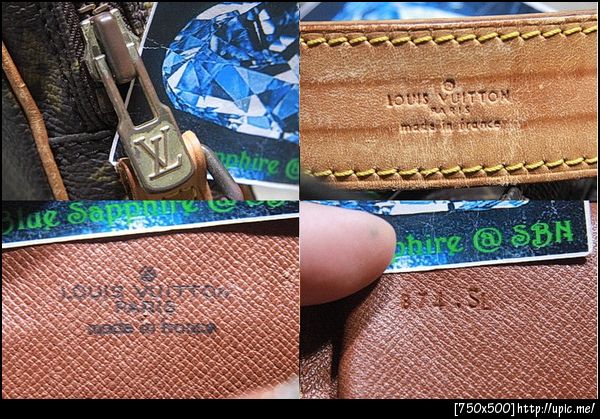 LV
LOUIS VUITTON
PARIS
made in france
Blue Sapphire @ SBN
LOUIS VUITTON
PARIS
made in france
phire @ SBN
874.SL
[750x500]http://upic.me/